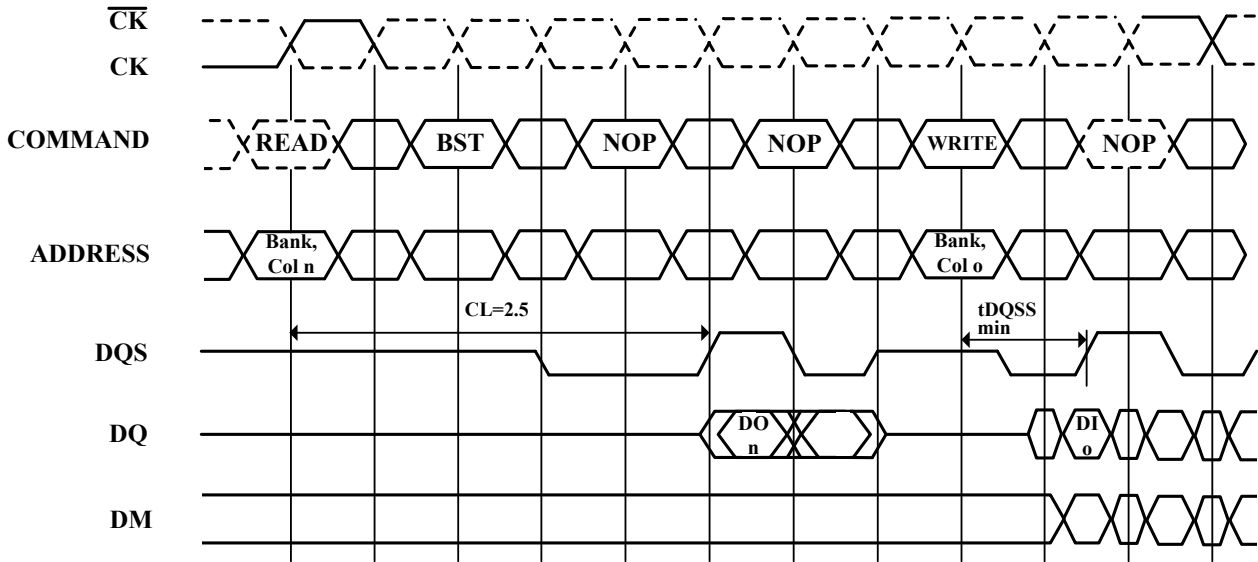 CK
CK
COMMAND
READ
BST
NOP
NOP
WRITE
NOP
ADDRESS
Bank,
Col n
Bank,
Col o
CL=2.5
tDQSS
min
DQS
DQ
DO
n
DI
o
DM